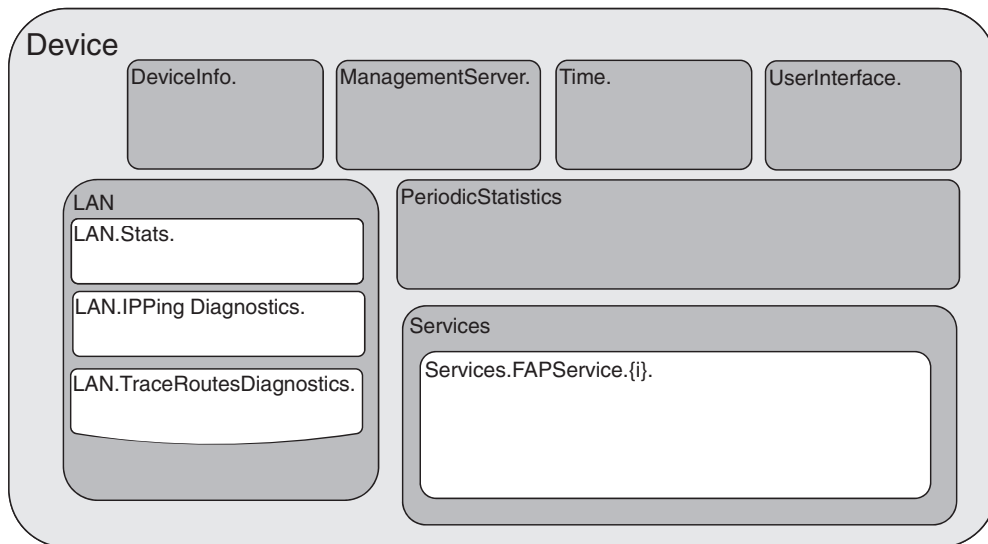 Device
DeviceInfo.
ManagementServer.
Time.
UserInterface.
LAN
LAN.Stats.
LAN.IPPing Diagnostics.
LAN.TraceRoutesDiagnostics.
PeriodicStatistics
Services
Services.FAPService.{i}.